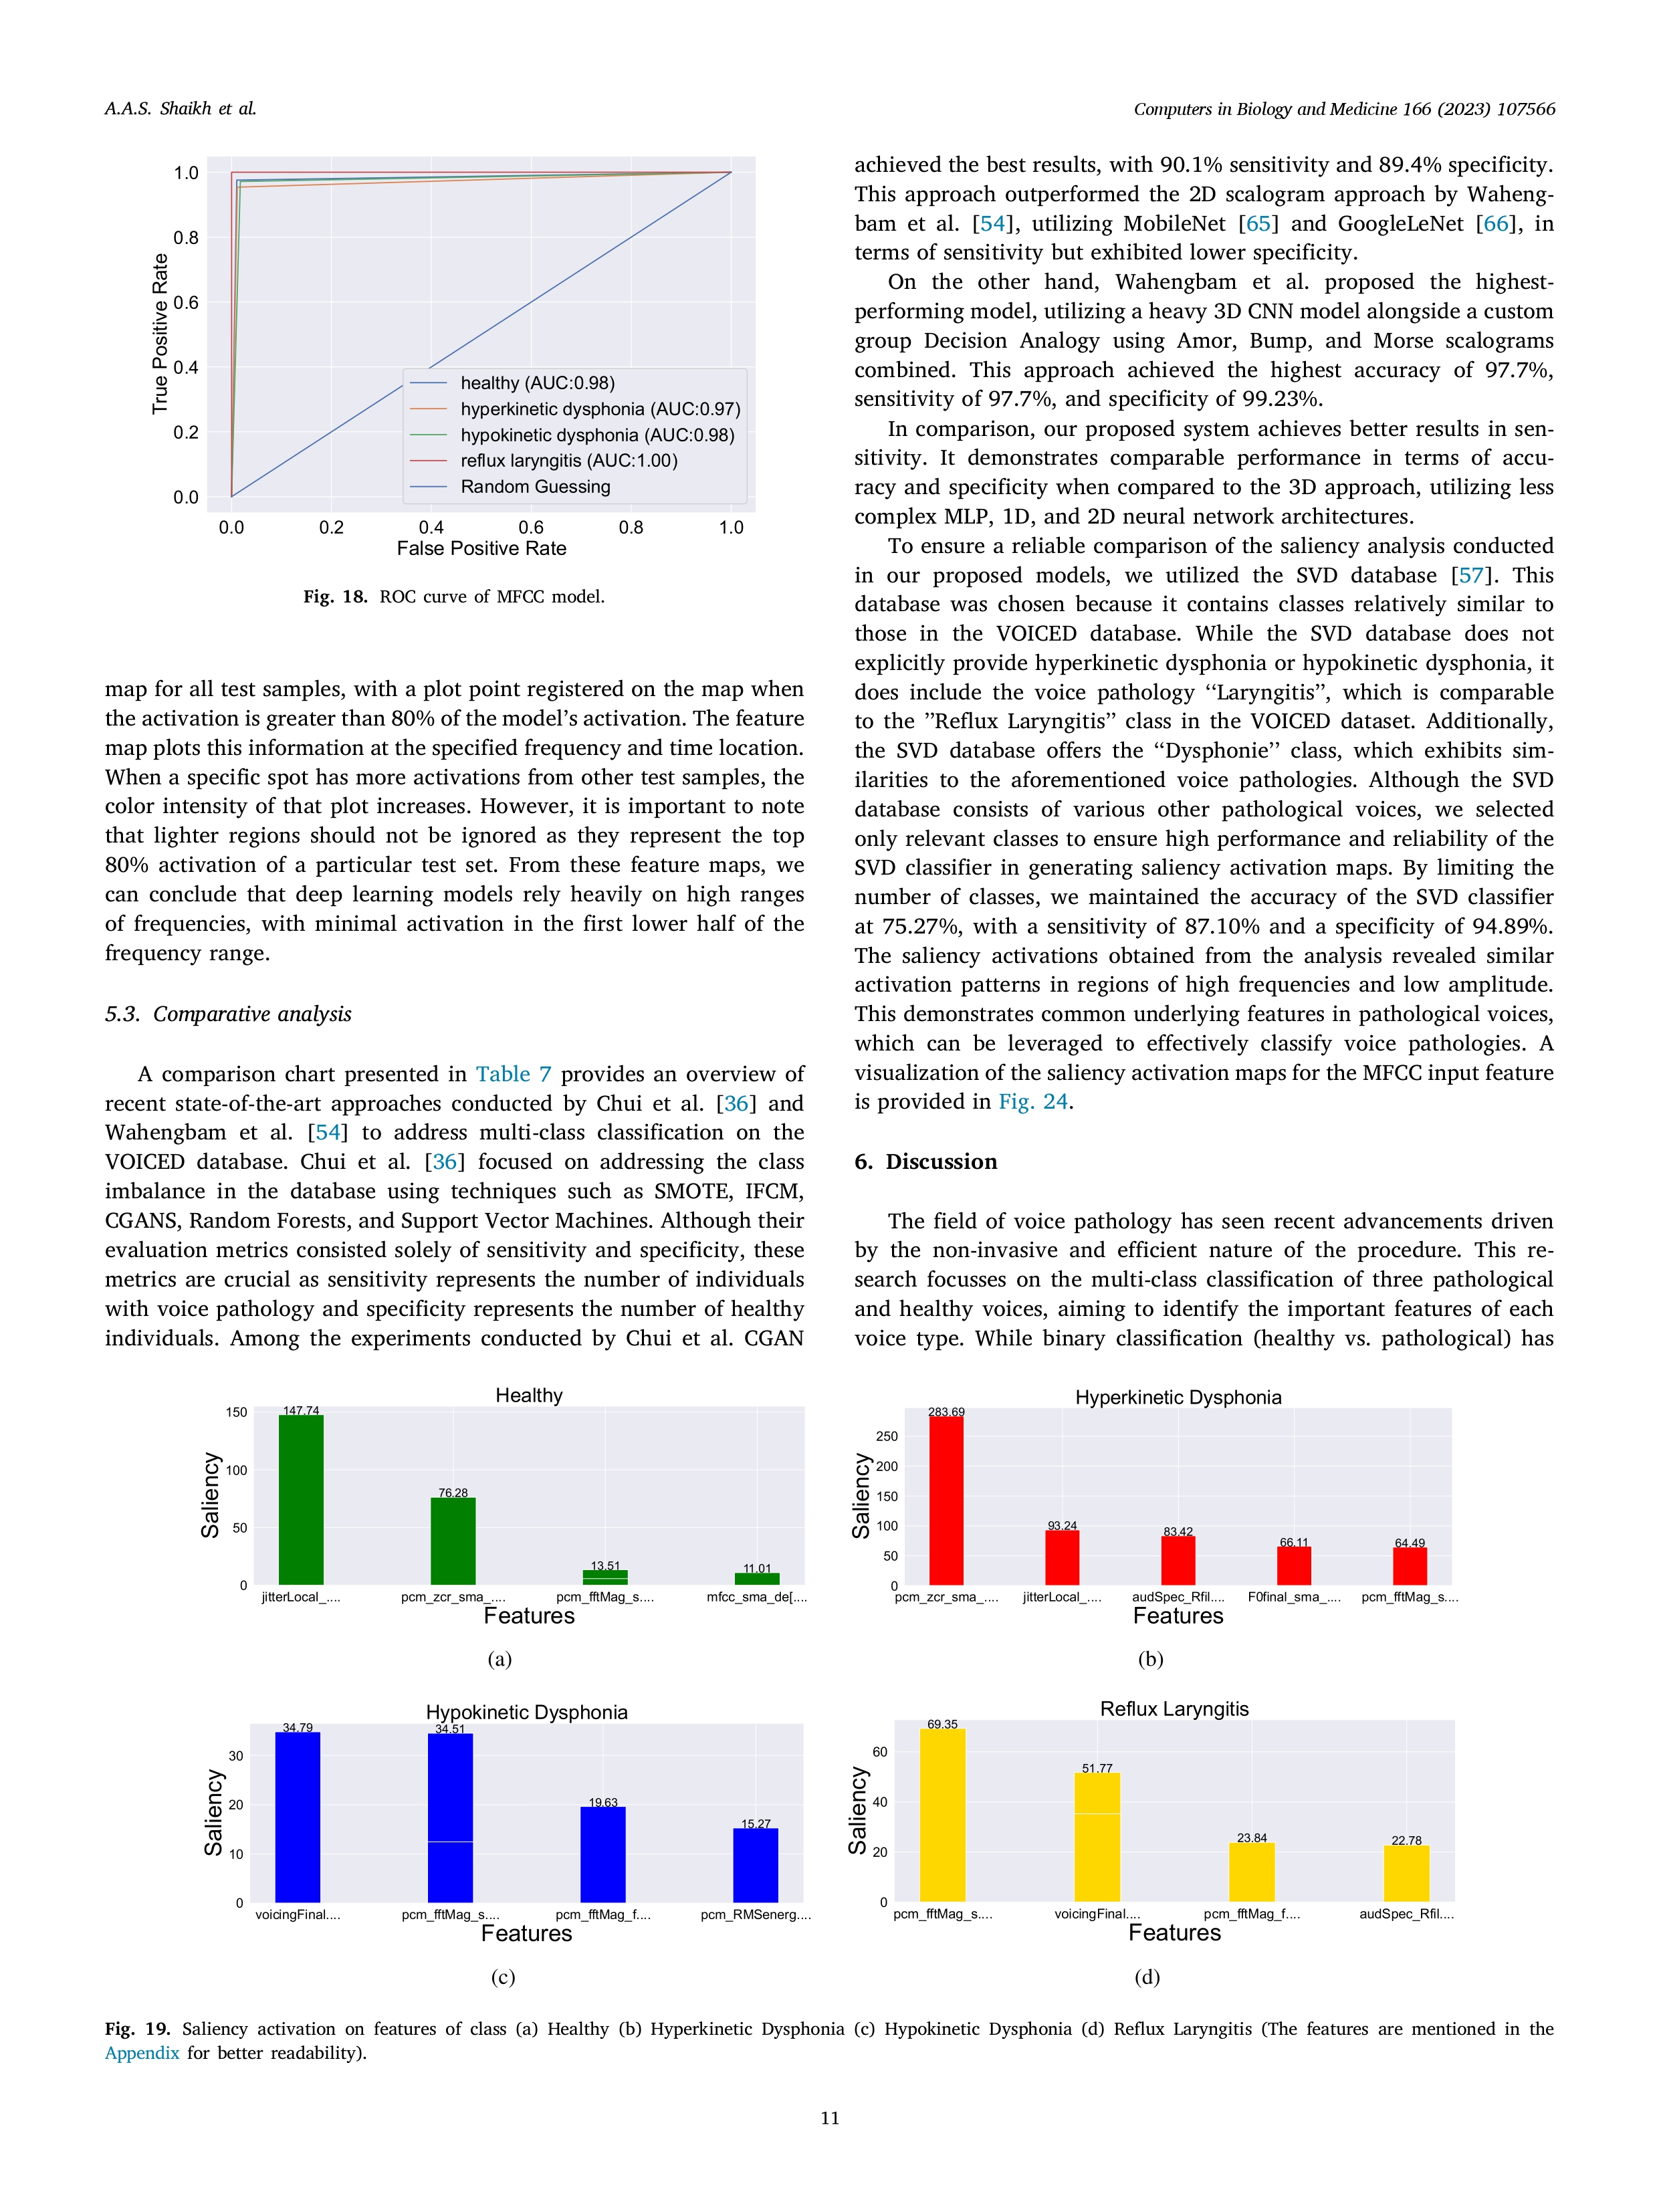 A.A.S. Shaikh et al.
Computers in Biology and Medicine 166 (2023) 107566
1.0
0.8
0.6
0.4
0.2
0.0
True Positive Rate
healthy (AUC:0.98)
hyperkinetic dysphonia (AUC:0.97)
hypokinetic dysphonia (AUC:0.98)
reflux laryngitis (AUC:1.00)
Random Guessing
0.0 0.2 0.4 0.6 0.8 1.0
False Positive Rate
Fig. 18. ROC curve of MFCC model.
map for all test samples, with a plot point registered on the map when
the activation is greater than 80% of the model’s activation. The feature
map plots this information at the specified frequency and time location.
When a specific spot has more activations from other test samples, the
color intensity of that plot increases. However, it is important to note
that lighter regions should not be ignored as they represent the top
80% activation of a particular test set. From these feature maps, we
can conclude that deep learning models rely heavily on high ranges
of frequencies, with minimal activation in the first lower half of the
frequency range.
5.3. Comparative analysis
A comparison chart presented in Table 7 provides an overview of
recent state-of-the-art approaches conducted by Chui et al. [36] and
Wahengbam et al. [54] to address multi-class classification on the
VOICED database. Chui et al. [36] focused on addressing the class
imbalance in the database using techniques such as SMOTE, IFCM,
CGANS, Random Forests, and Support Vector Machines. Although their
evaluation metrics consisted solely of sensitivity and specificity, these
metrics are crucial as sensitivity represents the number of individuals
with voice pathology and specificity represents the number of healthy
individuals. Among the experiments conducted by Chui et al. CGAN
achieved the best results, with 90.1% sensitivity and 89.4% specificity.
This approach outperformed the 2D scalogram approach by Waheng-
bam et al. [54], utilizing MobileNet [65] and GoogleLeNet [66], in
terms of sensitivity but exhibited lower specificity.
On the other hand, Wahengbam et al. proposed the highest-
performing model, utilizing a heavy 3D CNN model alongside a custom
group Decision Analogy using Amor, Bump, and Morse scalograms
combined. This approach achieved the highest accuracy of 97.7%,
sensitivity of 97.7%, and specificity of 99.23%.
In comparison, our proposed system achieves better results in sen-
sitivity. It demonstrates comparable performance in terms of accu-
racy and specificity when compared to the 3D approach, utilizing less
complex MLP, 1D, and 2D neural network architectures.
To ensure a reliable comparison of the saliency analysis conducted
in our proposed models, we utilized the SVD database [57]. This
database was chosen because it contains classes relatively similar to
those in the VOICED database. While the SVD database does not
explicitly provide hyperkinetic dysphonia or hypokinetic dysphonia, it
does include the voice pathology ‘‘Laryngitis’’, which is comparable
to the ”Reflux Laryngitis” class in the VOICED dataset. Additionally,
the SVD database offers the ‘‘Dysphonie’’ class, which exhibits sim-
ilarities to the aforementioned voice pathologies. Although the SVD
database consists of various other pathological voices, we selected
only relevant classes to ensure high performance and reliability of the
SVD classifier in generating saliency activation maps. By limiting the
number of classes, we maintained the accuracy of the SVD classifier
at 75.27%, with a sensitivity of 87.10% and a specificity of 94.89%.
The saliency activations obtained from the analysis revealed similar
activation patterns in regions of high frequencies and low amplitude.
This demonstrates common underlying features in pathological voices,
which can be leveraged to effectively classify voice pathologies. A
visualization of the saliency activation maps for the MFCC input feature
is provided in Fig. 24.
6. Discussion
The field of voice pathology has seen recent advancements driven
by the non-invasive and efficient nature of the procedure. This re-
search focusses on the multi-class classification of three pathological
and healthy voices, aiming to identify the important features of each
voice type. While binary classification (healthy vs. pathological) has
Healthy
150
100
50
0
Saliency
147.74 76.28 13.51 11.01
jitterLocal_.... pcm_zcr_sma_.... pcm_fftMag_s.... mfcc_sma_de[....
Features
(a)
Hyperkinetic Dysphonia
250
200
150
100
50
0
Saliency
283.69 93.24 83.42 66.11 64.49
pcm_zcr_sma_.... jitterLocal_.... audSpec_Rfil.... F0final_sma_.... pcm_fftMag_s....
Features
(b)
Hypokinetic Dysphonia
30
20
10
0
Saliency
34.79 34.51 19.63 15.27
voicingFinal.... pcm_fftMag_s.... pcm_fftMag_f.... pcm_RMSenerg....
Features
(c)
Reflux Laryngitis
60
40
20
0
Saliency
69.35 51.77 23.84 22.78
pcm_fftMag_s.... voicingFinal.... pcm_fftMag_f.... audSpec_Rfil....
Features
(d)
Fig. 19. Saliency activation on features of class (a) Healthy (b) Hyperkinetic Dysphonia (c) Hypokinetic Dysphonia (d) Reflux Laryngitis (The features are mentioned in the
Appendix for better readability).
11